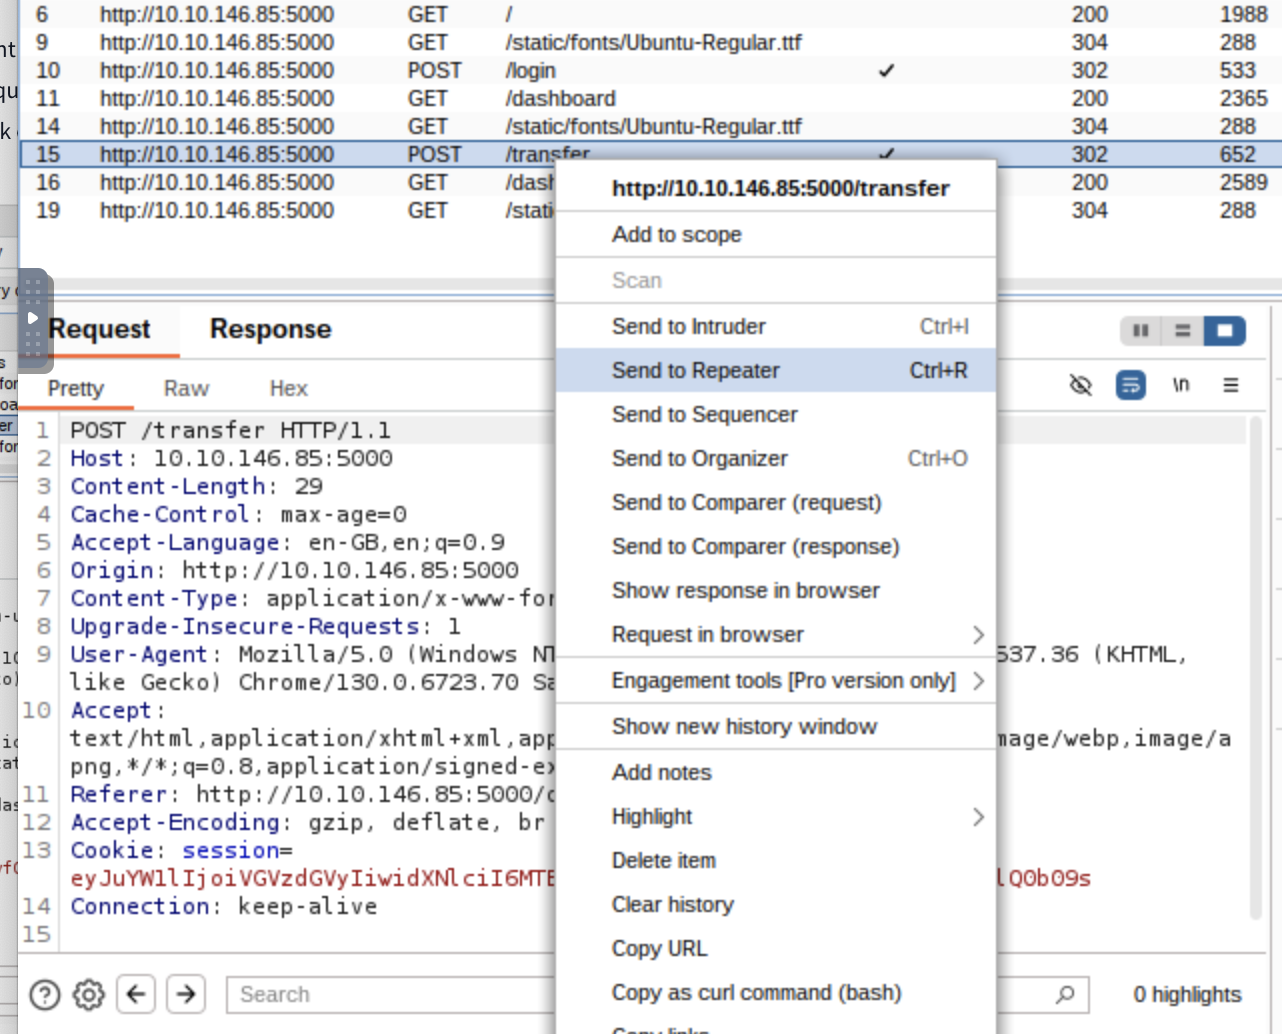 6 http://10.10.146.85:5000 GET / 200 1988
nt
9 http://10.10.146.85:5000 GET /static/fonts/Ubuntu-Regular.ttf 304 288
10 http://10.10.146.85:5000 POST /login ✓ 302 533
qu
11 http://10.10.146.85:5000 GET /dashboard 200 2365
k
14 http://10.10.146.85:5000 GET /static/fonts/Ubuntu-Regular.ttf 304 288
15 http://10.10.146.85:5000 POST /transfer ✓ 302 652
16 http://10.10.146.85:5000 GET /dash 200 2589
19 http://10.10.146.85:5000 GET /stati 304 288
http://10.10.146.85:5000/transfer
Add to scope
Scan
Send to Intruder Ctrl+I
Send to Repeater Ctrl+R
Send to Sequencer
Send to Organizer Ctrl+O
Send to Comparer (request)
Send to Comparer (response)
Show response in browser
Request in browser
Engagement tools [Pro version only]
Show new history window
Add notes
Highlight
Delete item
Clear history
Copy URL
Copy as curl command (bash)
Copy links
Request Response
Pretty Raw Hex \n
1 POST /transfer HTTP/1.1
2 Host: 10.10.146.85:5000
3 Content-Length: 29
4 Cache-Control: max-age=0
5 Accept-Language: en-GB,en;q=0.9
6 Origin: http://10.10.146.85:5000
7 Content-Type: application/x-www-for
8 Upgrade-Insecure-Requests: 1
9 User-Agent: Mozilla/5.0 (Windows NT 537.36 (KHTML,
like Gecko) Chrome/130.0.6723.70 Sa
10 Accept:
text/html,application/xhtml+xml,app mage/webp,image/a
png,*/*;q=0.8,application/signed-ex
11 Referer: http://10.10.146.85:5000/d
12 Accept-Encoding: gzip, deflate, br
13 Cookie: session=
eyJuYW1lIjoiVGVzdGVyIiwidXNlciI6MTE lQ0b09s
14 Connection: keep-alive
15
Search 0 highlights